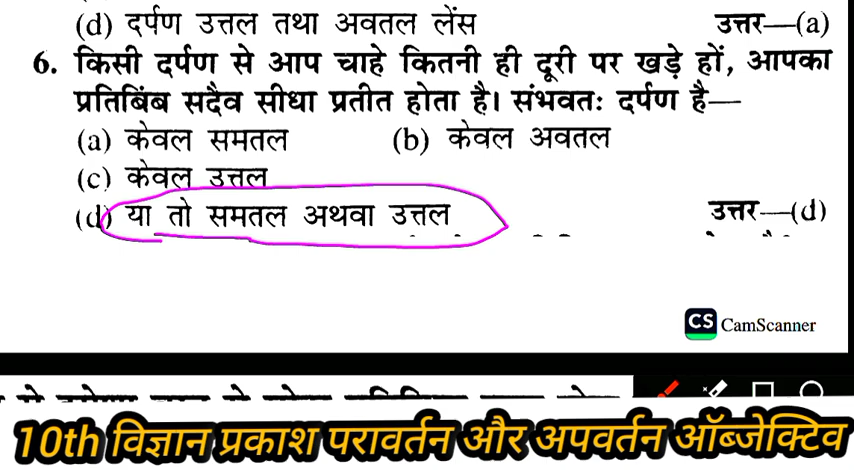 (d) दर्पण उत्तल तथा अवतल लेंस उत्तर—(a)
6. किसी दर्पण से आप चाहे कितनी ही दूरी पर खड़े हों, आपका
प्रतिबिंब सदैव सीधा प्रतीत होता है। संभवतः दर्पण है—
(a) केवल समतल (b) केवल अवतल
(c) केवल उत्तल
(d) या तो समतल अथवा उत्तल उत्तर—(d)
CS CamScanner
10th विज्ञान प्रकाश परावर्तन और अपवर्तन ऑब्जेक्टिव